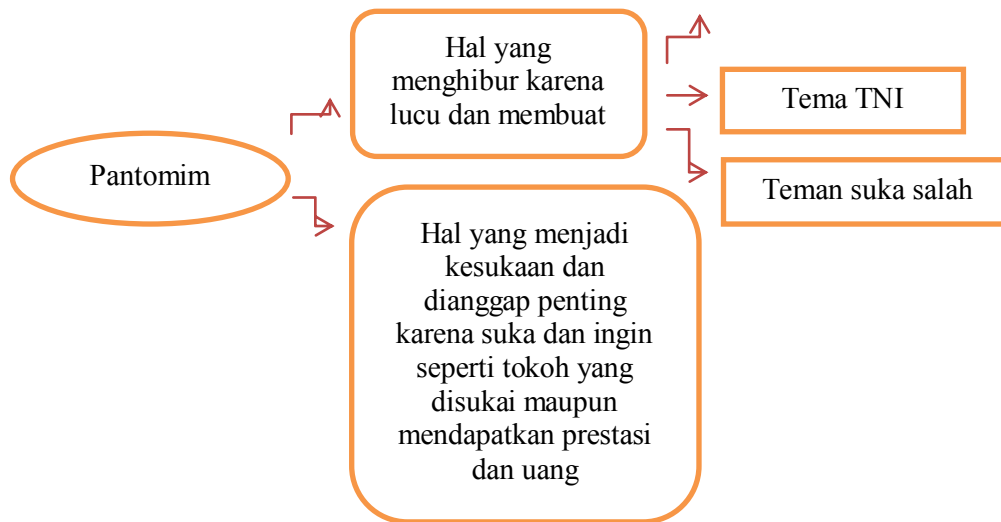 Pantomim
Hal yang
menghibur karena
lucu dan membuat
Tema TNI
Teman suka salah
Hal yang menjadi
kesukaan dan
dianggap penting
karena suka dan ingin
seperti tokoh yang
disukai maupun
mendapatkan prestasi
dan uang